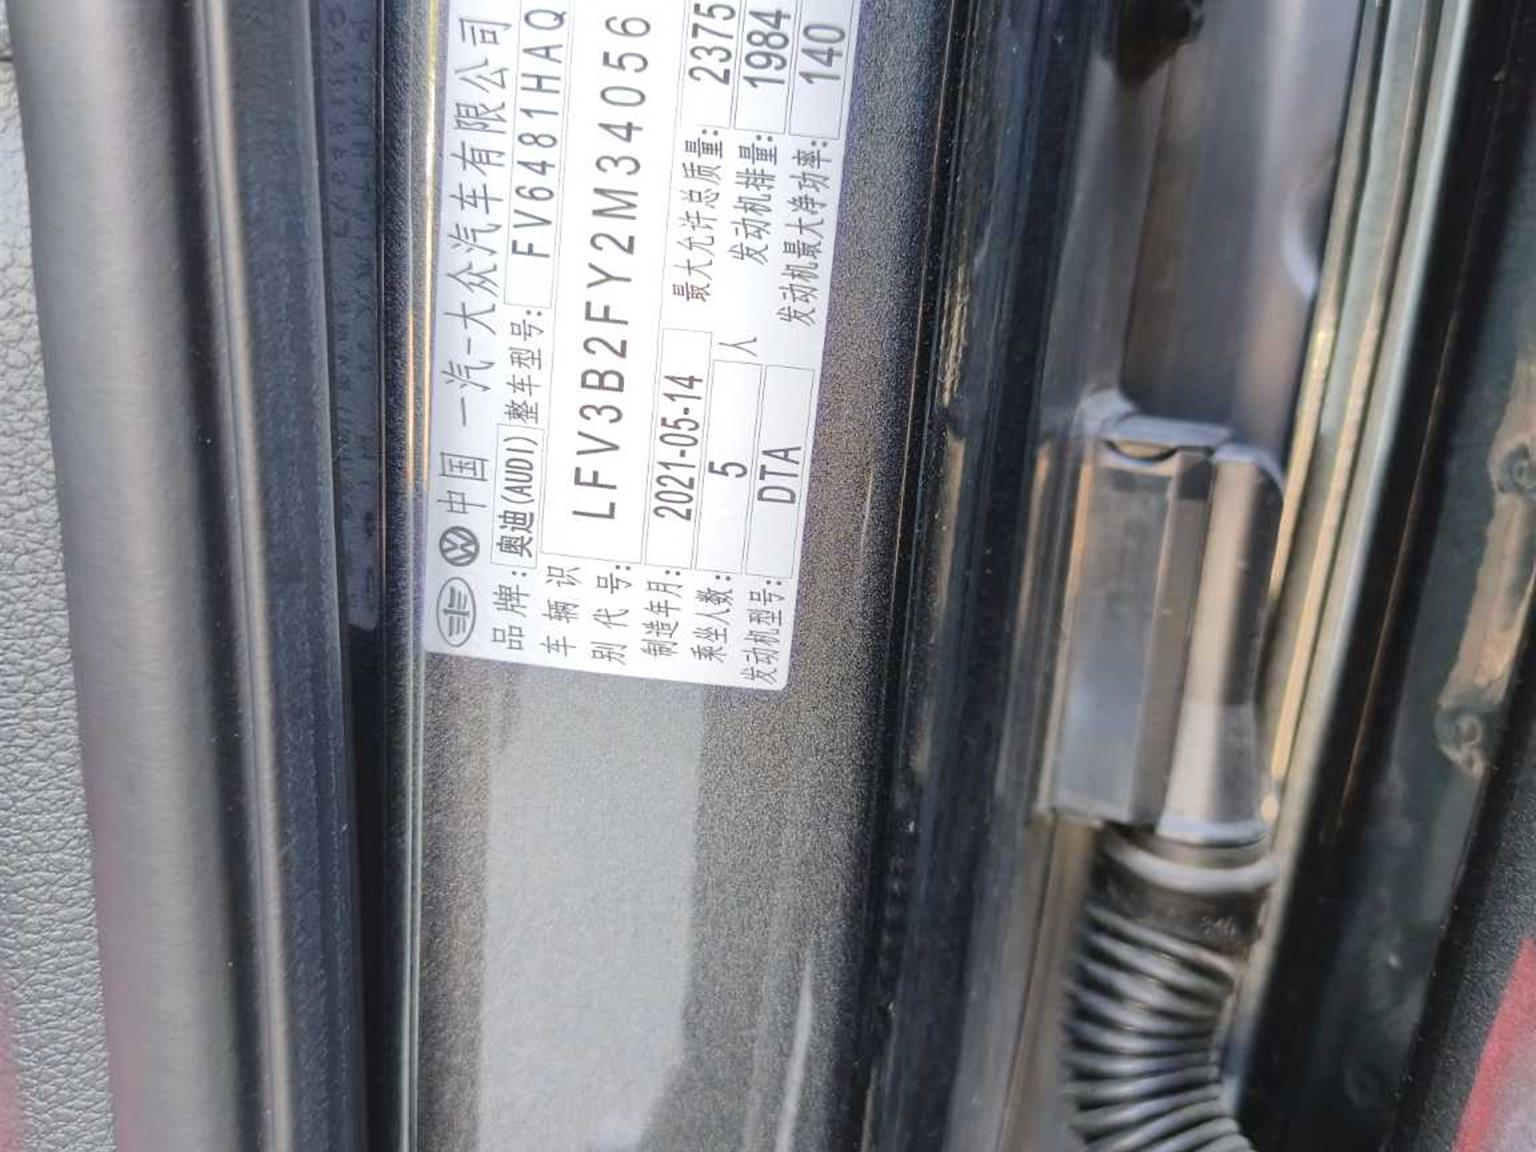 中国 一汽-大众汽车有限公司
品牌: 奥迪(AUDI) 整车型号: FV6481HAQ
车辆识
别代号: LFV3B2FY2M34056
制造年月: 2021-05-14 最大允许总质量: 2375
乘坐人数: 5 人 发动机排量: 1984
发动机型号: DTA 发动机最大净功率: 140